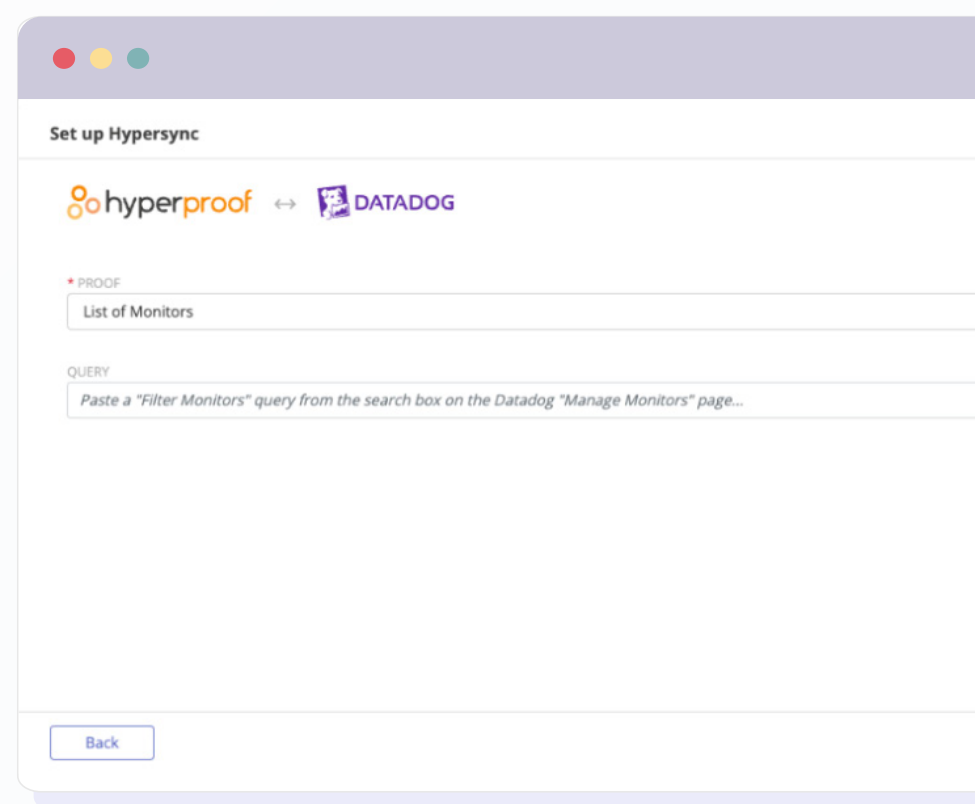 Set up Hypersync
hyperproof ↔ DATADOG
* PROOF
List of Monitors
QUERY
Paste a "Filter Monitors" query from the search box on the Datadog "Manage Monitors" page...
Back